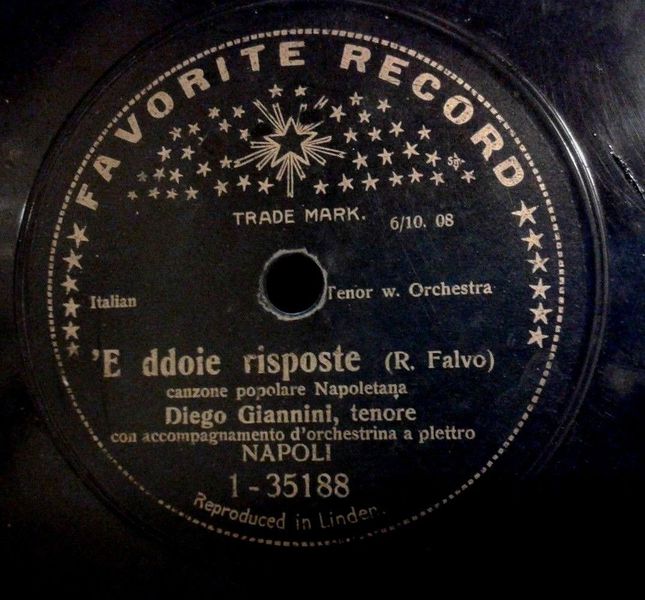 FAVORITE RECORD
TRADE MARK.
6/10. 08
Italian
Tenor w. Orchestra
'E ddoie risposte (R. Falvo)
canzone popolare Napoletana
Diego Giannini, tenore
con accompagnamento d'orchestrina a plettro
NAPOLI
1-35188
Reproduced in Linden.